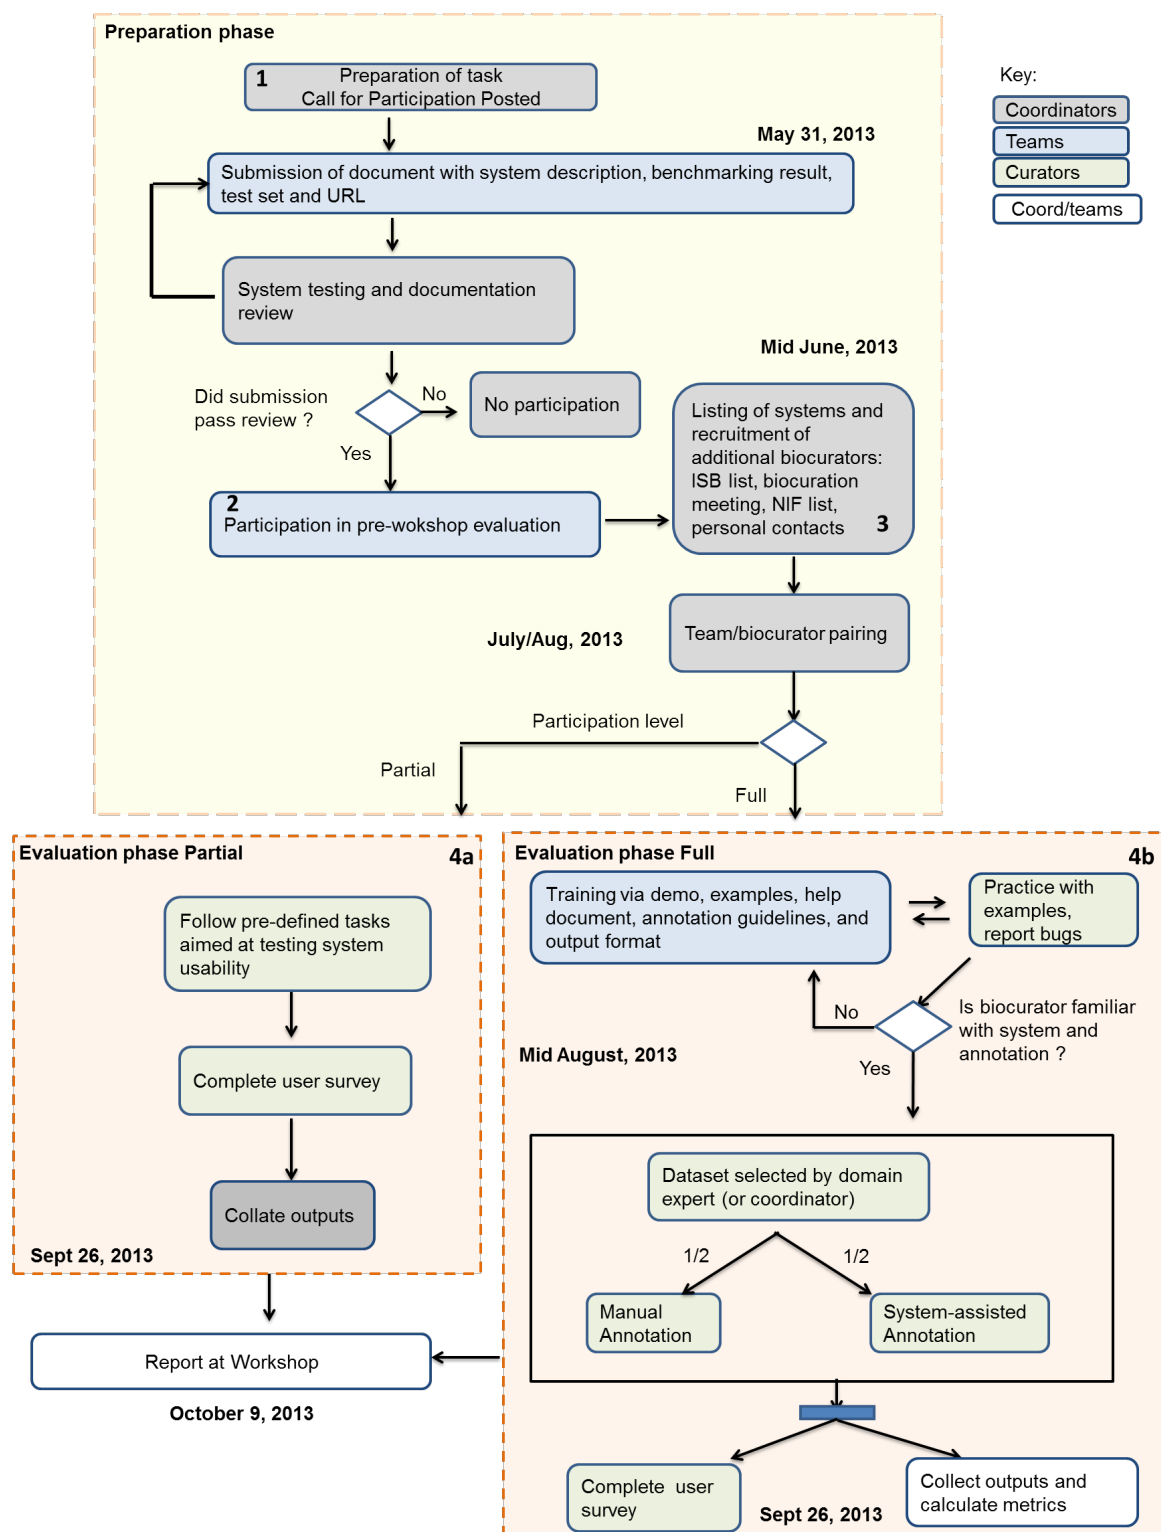 Preparation phase
1
Preparation of task
Call for Participation Posted
Key:
Coordinators
Teams
Curators
Coord/teams
May 31, 2013
Submission of document with system description, benchmarking result,
test set and URL
System testing and documentation
review
Mid June, 2013
Did submission
pass review ?
No
No participation
Yes
Listing of systems and
recruitment of
additional biocurators:
ISB list, biocuration
meeting, NIF list,
personal contacts
3
2
Participation in pre-wokshop evaluation
Team/biocurator pairing
July/Aug, 2013
Participation level
Partial
Full
Evaluation phase Partial
4a
Follow pre-defined tasks
aimed at testing system
usability
Complete user survey
Collate outputs
Sept 26, 2013
Report at Workshop
October 9, 2013
Evaluation phase Full
4b
Training via demo, examples, help
document, annotation guidelines, and
output format
Practice with
examples,
report bugs
No
Is biocurator familiar
with system and
annotation ?
Mid August, 2013
Yes
Dataset selected by domain
expert (or coordinator)
1/2
1/2
Manual
Annotation
System-assisted
Annotation
Complete user
survey
Collect outputs and
calculate metrics
Sept 26, 2013